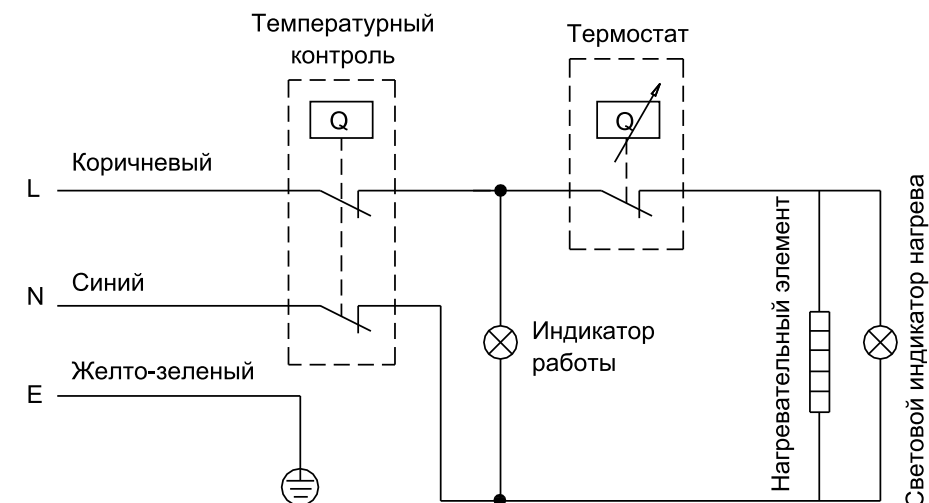 Температурный
контроль
Термостат
Q
Q
Коричневый
L
Синий
N
Индикатор
работы
Желто-зеленый
E
Нагревательный элемент
Световой индикатор нагрева